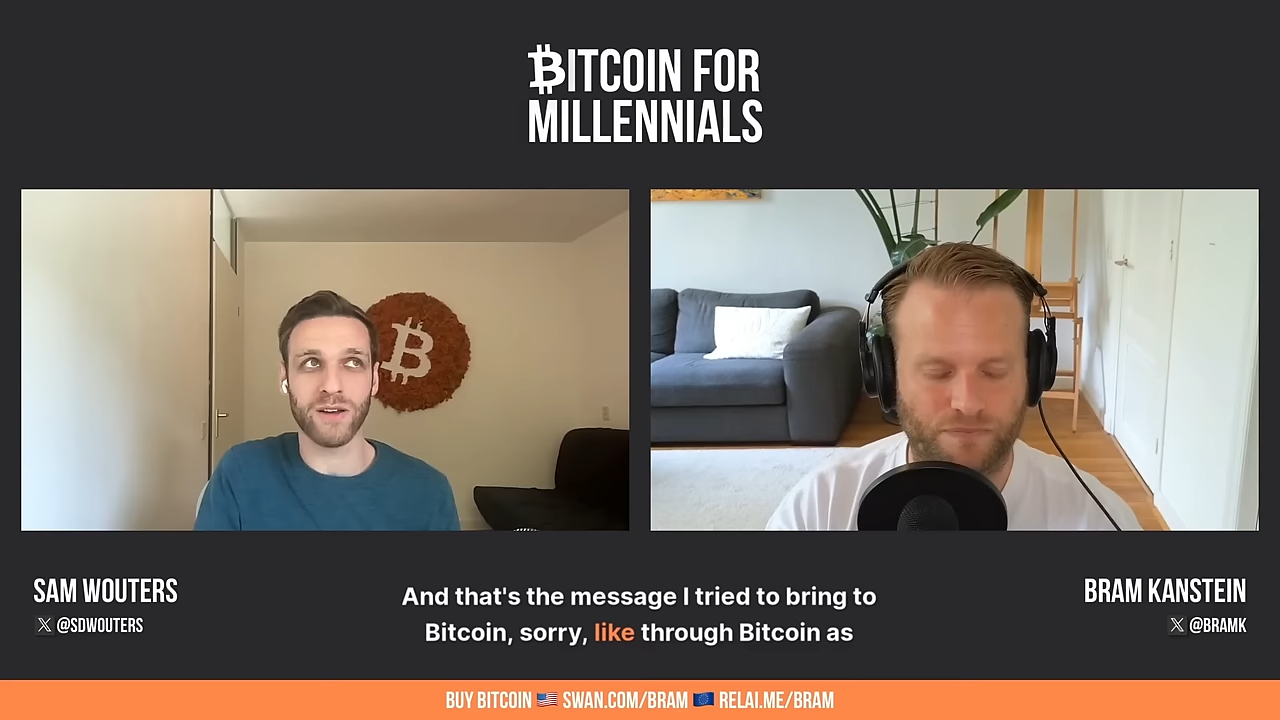 BITCOIN FOR
MILLENNIALS
SAM WOUTERS
@SDWOUTERS
And that's the message I tried to bring to
Bitcoin, sorry, like through Bitcoin as
BRAM KANSTEIN
@BRAMK
BUY BITCOIN 🇺🇸 SWAN.COM/BRAM 🇪🇺 RELAI.ME/BRAM